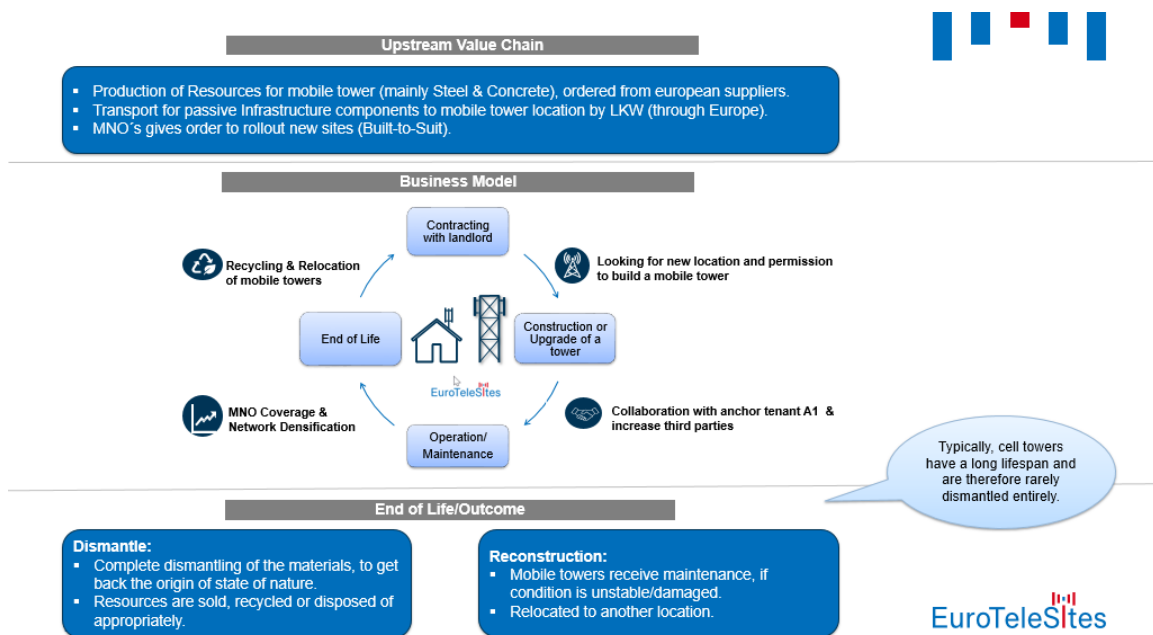 Upstream Value Chain
▪ Production of Resources for mobile tower (mainly Steel & Concrete), ordered from european suppliers.
▪ Transport for passive Infrastructure components to mobile tower location by LKW (through Europe).
▪ MNO´s gives order to rollout new sites (Built-to-Suit).
Business Model
Contracting
with landlord
Recycling & Relocation
of mobile towers
Looking for new location and permission
to build a mobile tower
End of Life
Construction or
Upgrade of a
tower
EuroTeleSites
MNO Coverage &
Network Densification
Collaboration with anchor tenant A1 &
increase third parties
Operation/
Maintenance
Typically, cell towers
have a long lifespan and
are therefore rarely
dismantled entirely.
End of Life/Outcome
Dismantle:
▪ Complete dismantling of the materials, to get
back the origin of state of nature.
▪ Resources are sold, recycled or disposed of
appropriately.
Reconstruction:
▪ Mobile towers receive maintenance, if
condition is unstable/damaged.
▪ Relocated to another location.
EuroTeleSites